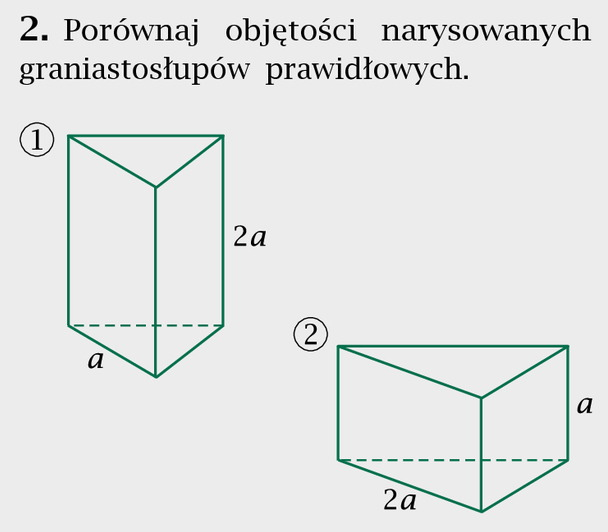 2. Porównaj objętości narysowanych
graniastosłupów prawidłowych.
1
2a
a
2
a
2a